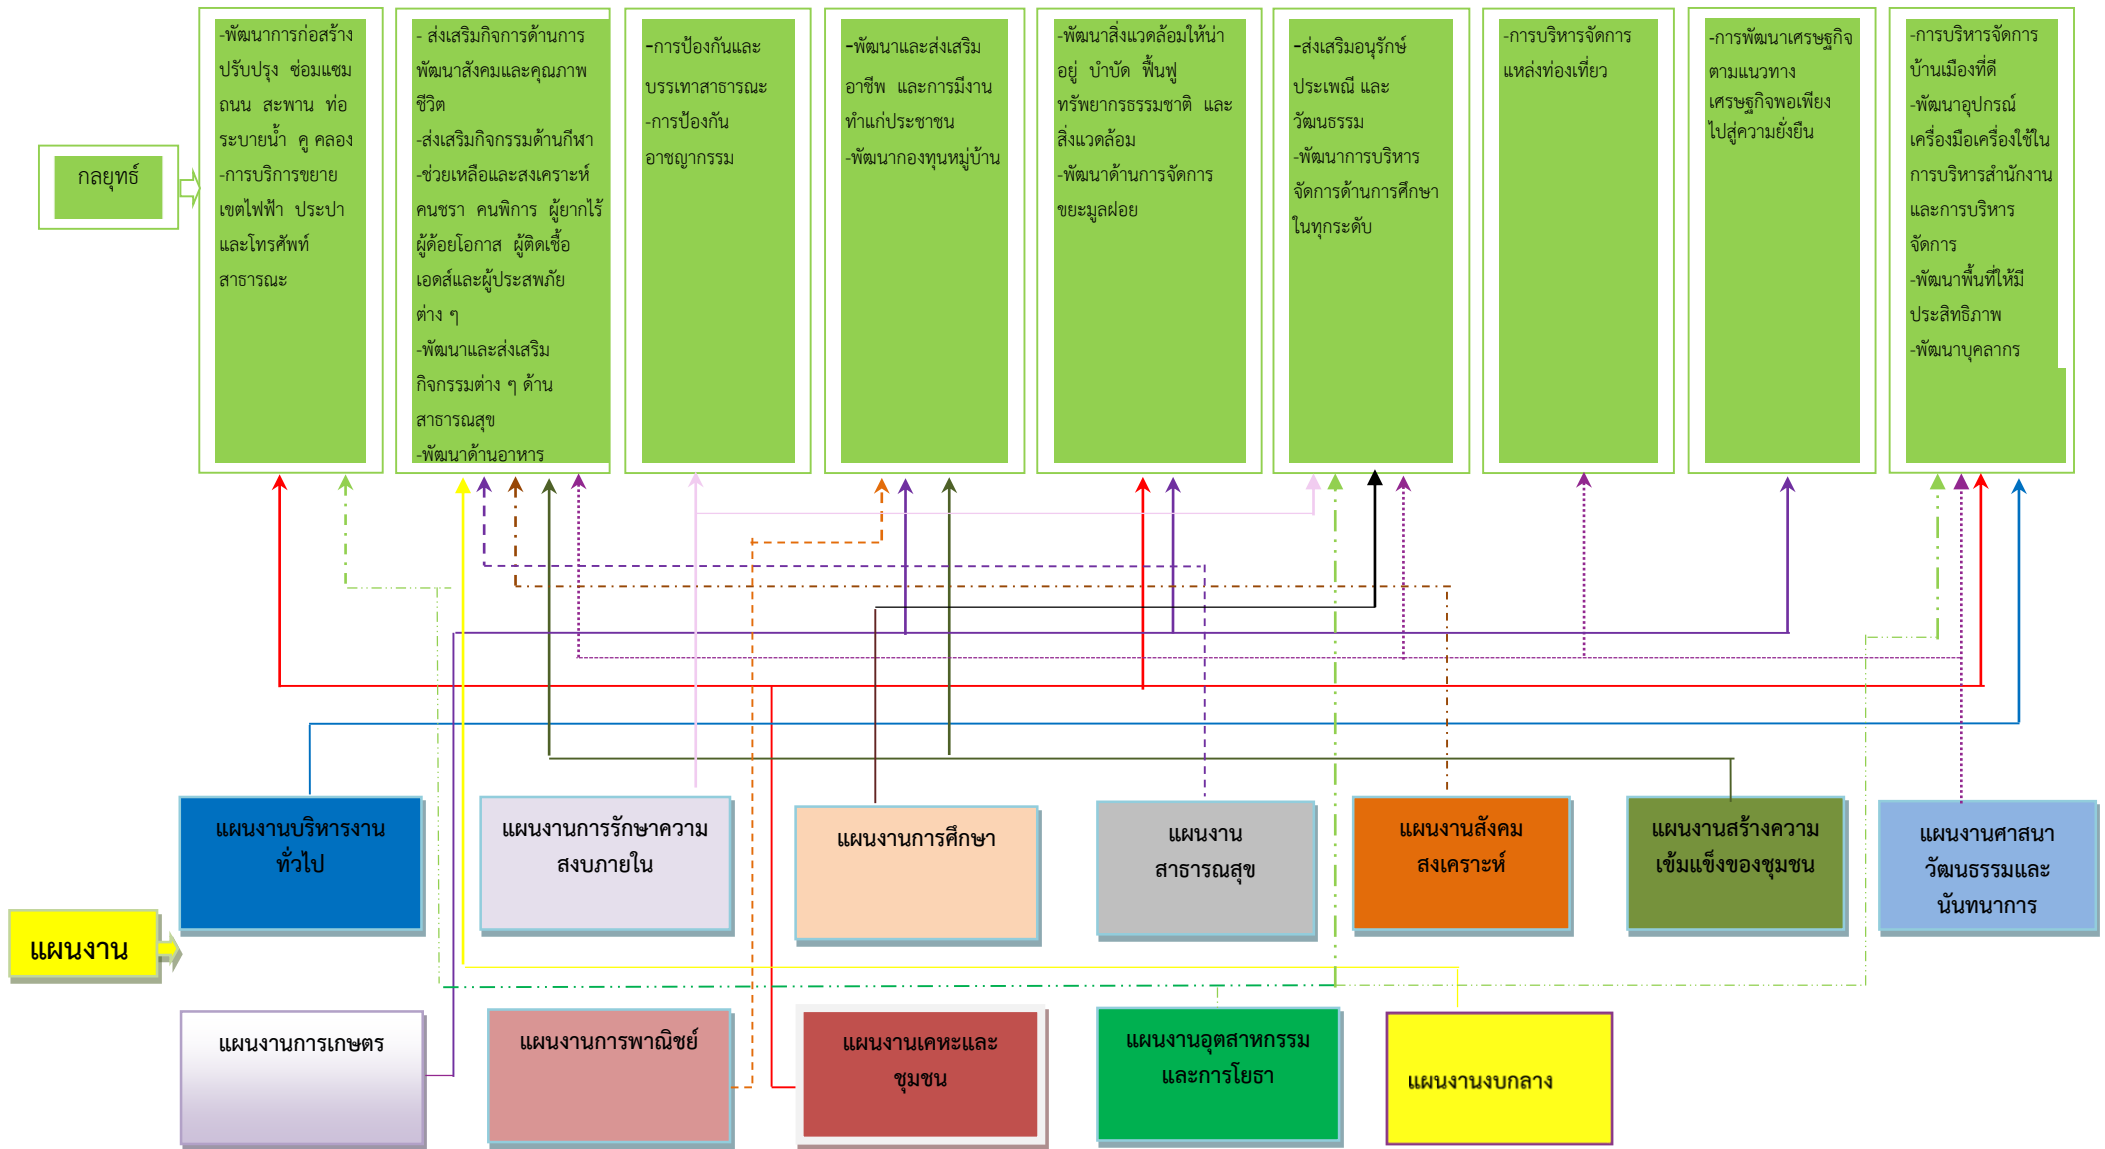 กลยุทธ์
-พัฒนาการก่อสร้าง
ปรับปรุง ซ่อมแซม
ถนน สะพาน ท่อ
ระบายน้ำ คู คลอง
-การบริการขยาย
เขตไฟฟ้า ประปา
และโทรศัพท์
สาธารณะ
- ส่งเสริมกิจการด้านการ
พัฒนาสังคมและคุณภาพ
ชีวิต
-ส่งเสริมกิจกรรมด้านกีฬา
-ช่วยเหลือและสงเคราะห์
คนชรา คนพิการ ผู้ยากไร้
ผู้ด้อยโอกาส ผู้ติดเชื้อ
เอดส์และผู้ประสพภัย
ต่าง ๆ
-พัฒนาและส่งเสริม
กิจกรรมต่าง ๆ ด้าน
สาธารณสุข
-พัฒนาด้านอาหาร
-การป้องกันและ
บรรเทาสาธารณะ
-การป้องกัน
อาชญากรรม
-พัฒนาและส่งเสริม
อาชีพ และการมีงาน
ทำแก่ประชาชน
-พัฒนากองทุนหมู่บ้าน
-พัฒนาสิ่งแวดล้อมให้น่า
อยู่ บำบัด ฟื้นฟู
ทรัพยากรธรรมชาติ และ
สิ่งแวดล้อม
-พัฒนาด้านการจัดการ
ขยะมูลฝอย
-ส่งเสริมอนุรักษ์
ประเพณี และ
วัฒนธรรม
-พัฒนาการบริหาร
จัดการด้านการศึกษา
ในทุกระดับ
-การบริหารจัดการ
แหล่งท่องเที่ยว
-การพัฒนาเศรษฐกิจ
ตามแนวทาง
เศรษฐกิจพอเพียง
ไปสู่ความยั่งยืน
-การบริหารจัดการ
บ้านเมืองที่ดี
-พัฒนาอุปกรณ์
เครื่องมือเครื่องใช้ใน
การบริหารสำนักงาน
และการบริหาร
จัดการ
-พัฒนาพื้นที่ให้มี
ประสิทธิภาพ
-พัฒนาบุคลากร
แผนงาน
แผนงานบริหารงาน
ทั่วไป
แผนงานการรักษาความ
สงบภายใน
แผนงานการศึกษา
แผนงาน
สาธารณสุข
แผนงานสังคม
สงเคราะห์
แผนงานสร้างความ
เข้มแข็งของชุมชน
แผนงานศาสนา
วัฒนธรรมและ
นันทนาการ
แผนงานการเกษตร
แผนงานการพาณิชย์
แผนงานเคหะและ
ชุมชน
แผนงานอุตสาหกรรม
และการโยธา
แผนงานงบกลาง